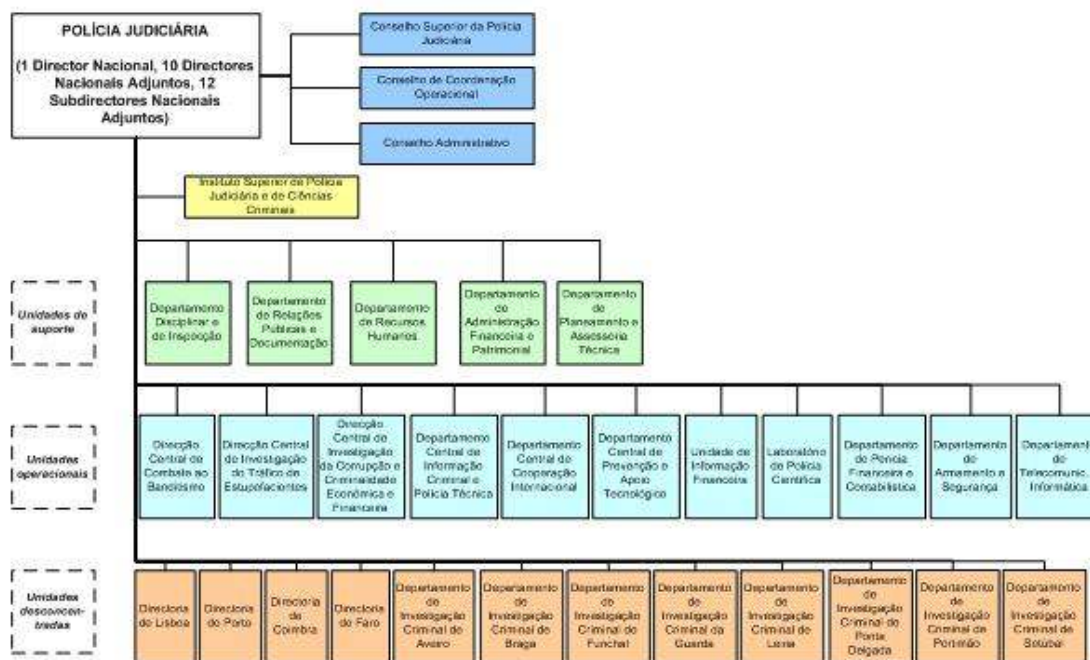 POLÍCIA JUDICIÁRIA
(1 Director Nacional, 10 Directores
Nacionais Adjuntos, 12
Subdirectores Nacionais
Adjuntos)
Conselho Superior da Polícia
Judiciária
Conselho de Coordenação
Operacional
Conselho Administrativo
Instituto Superior de Polícia
Judiciária e de Ciências
Criminais
Unidades de
suporte
Departamento
Disciplinar e
de Inspecção
Departamento
de Relações
Públicas e
Documentação
Departamento
de Recursos
Humanos
Departamento
de
Administração
Financeira e
Patrimonial
Departamento
de
Planeamento e
Assessoria
Técnica
Unidades
operacionais
Direcção
Central de
Combate ao
Banditismo
Direcção Central
de Investigação
do Tráfico de
Estupefacientes
Direcção
Central de
Investigação
da Corrupção e
Criminalidade
Económica e
Financeira
Departamento
Central de
Informação
Criminal e
Polícia Técnica
Departamento
Central de
Cooperação
Internacional
Departamento
Central de
Prevenção e
Apoio
Tecnológico
Unidade de
Informação
Financeira
Laboratório
de Polícia
Científica
Departamento
de Perícia
Financeira e
Contabilística
Departamento
de
Armamento e
Segurança
Departament
de
Telecomunic.
Informática
Unidades
desconcen-
tradas
Directoria
de Lisboa
Directoria
do Porto
Directoria
de
Coimbra
Directoria
de Faro
Departamento
de
Investigação
Criminal de
Aveiro
Departamento
de
Investigação
Criminal de
Braga
Departamento
de
Investigação
Criminal do
Funchal
Departamento
de
Investigação
Criminal da
Guarda
Departamento
de
Investigação
Criminal de
Leiria
Departamento
de
Investigação
Criminal de
Ponta
Delgada
Departamento
de
Investigação
Criminal de
Portimão
Departamento
de
Investigação
Criminal de
Setúbal